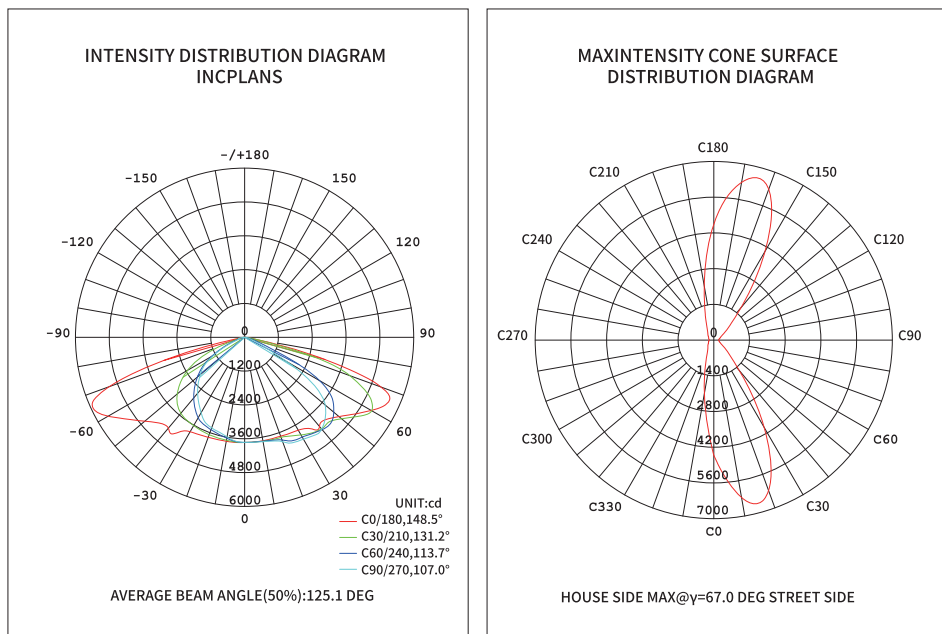 INTENSITY DISTRIBUTION DIAGRAM
INCPLANS
-/+180
-150
150
-120
120
-90
0
90
1200
2400
-60
60
3600
4800
-30
30
6000
0
UNIT:cd
C0/180,148.5°
C30/210,131.2°
C60/240,113.7°
C90/270,107.0°
AVERAGE BEAM ANGLE(50%):125.1 DEG
MAXINTENSITY CONE SURFACE
DISTRIBUTION DIAGRAM
C180
C210
C150
C240
C120
C270
0
C90
1400
2800
C300
4200
C60
5600
C330
7000
C30
C0
HOUSE SIDE MAX@γ=67.0 DEG STREET SIDE